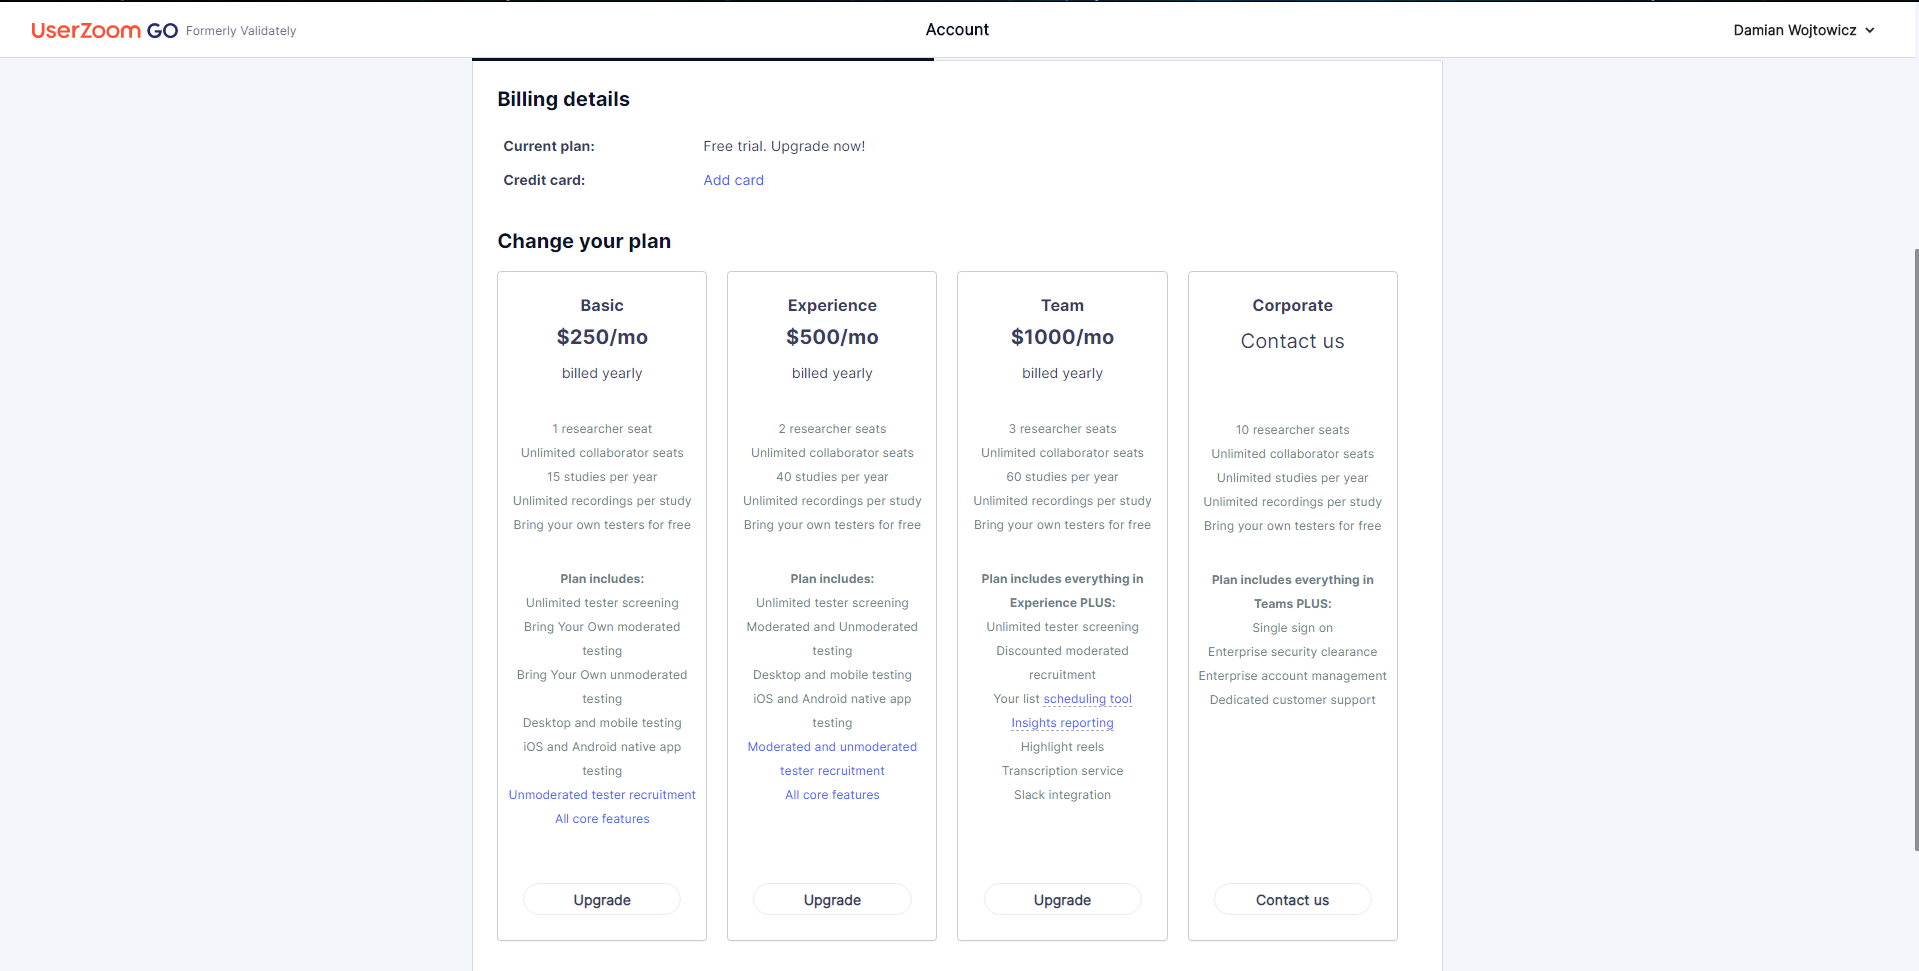 UserZoom GO Formerly Validately
Account
Damian Wojtowicz
Billing details
Current plan: Free trial. Upgrade now!
Credit card: Add card
Change your plan
Basic
$250/mo
billed yearly
1 researcher seat
Unlimited collaborator seats
15 studies per year
Unlimited recordings per study
Bring your own testers for free
Plan includes:
Unlimited tester screening
Bring Your Own moderated
testing
Bring Your Own unmoderated
testing
Desktop and mobile testing
iOS and Android native app
testing
Unmoderated tester recruitment
All core features
Upgrade
Experience
$500/mo
billed yearly
2 researcher seats
Unlimited collaborator seats
40 studies per year
Unlimited recordings per study
Bring your own testers for free
Plan includes:
Unlimited tester screening
Moderated and Unmoderated
testing
Desktop and mobile testing
iOS and Android native app
testing
Moderated and unmoderated
tester recruitment
All core features
Upgrade
Team
$1000/mo
billed yearly
3 researcher seats
Unlimited collaborator seats
60 studies per year
Unlimited recordings per study
Bring your own testers for free
Plan includes everything in
Experience PLUS:
Unlimited tester screening
Discounted moderated
recruitment
Your list scheduling tool
Insights reporting
Highlight reels
Transcription service
Slack integration
Upgrade
Corporate
Contact us
10 researcher seats
Unlimited collaborator seats
Unlimited studies per year
Unlimited recordings per study
Bring your own testers for free
Plan includes everything in
Teams PLUS:
Single sign on
Enterprise security clearance
Enterprise account management
Dedicated customer support
Contact us